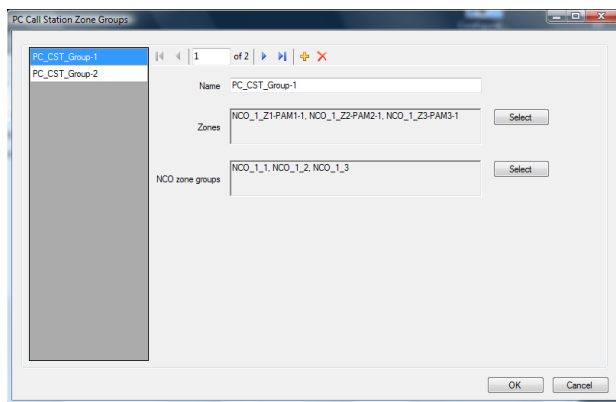 PC Call Station Zone Groups
PC_CST_Group-1
PC_CST_Group-2
1 of 2
Name PC_CST_Group-1
Zones NCO_1_Z1-PAM1-1, NCO_1_Z2-PAM2-1, NCO_1_Z3-PAM3-1 Select
NCO zone groups NCO_1_1, NCO_1_2, NCO_1_3 Select
OK Cancel